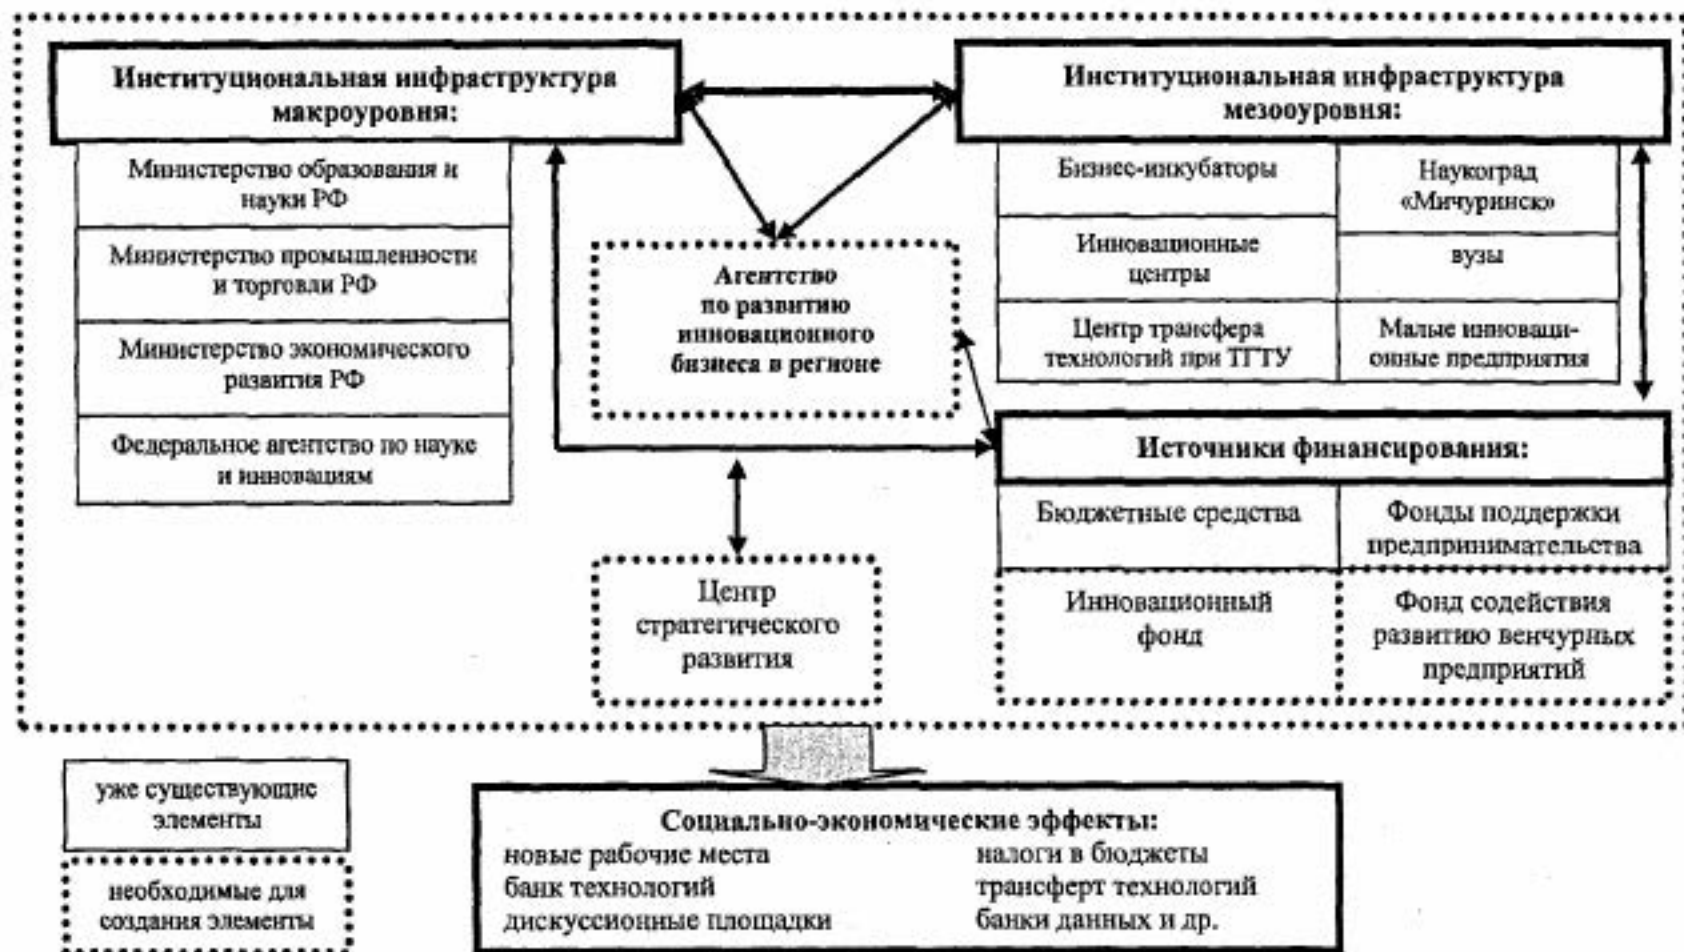 Институциональная инфраструктура
макроуровня:
Министерство образования и
науки РФ
Министерство промышленности
и торговли РФ
Министерство экономического
развития РФ
Федеральное агентство по науке
и инновациям
Институциональная инфраструктура
мезооуровня:
Бизнес-инкубаторы
Инновационные
центры
Центр трансфера
технологий при ТГТУ
Наукоград
«Мичуринск»
вузы
Малые инноваци-
онные предприятия
Агентство
по развитию
инновационного
бизнеса в регионе
Источники финансирования:
Бюджетные средства
Фонды поддержки
предпринимательства
Инновационный
фонд
Фонд содействия
развитию венчурных
предприятий
Центр
стратегического
развития
уже существующие
элементы
необходимые для
создания элементы
Социально-экономические эффекты:
новые рабочие места
банк технологий
дискуссионные площадки
налоги в бюджеты
трансферт технологий
банки данных и др.